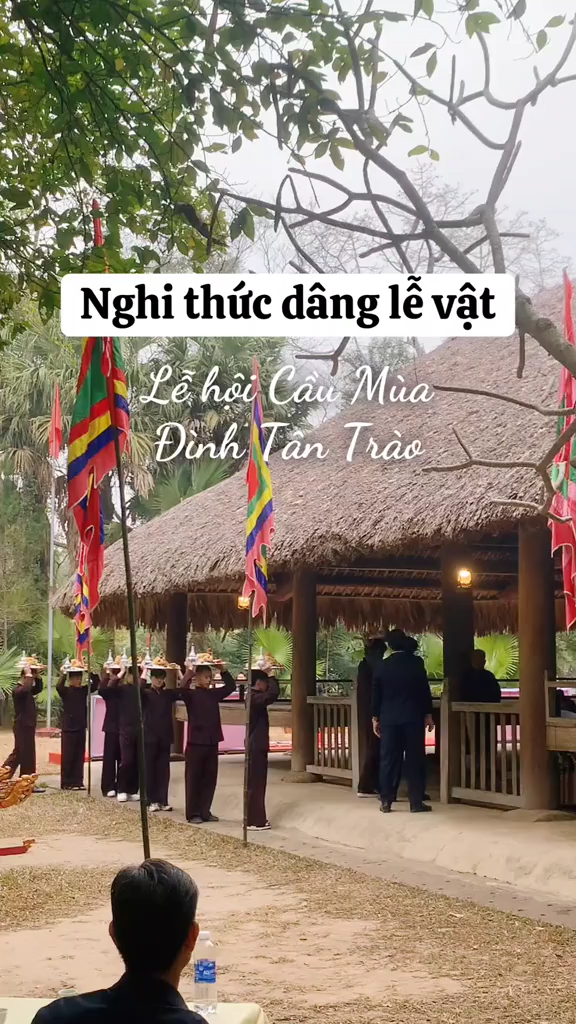 Nghi thức dâng lễ vật
Lễ hội Cầu Mùa
Đình Tân Trào